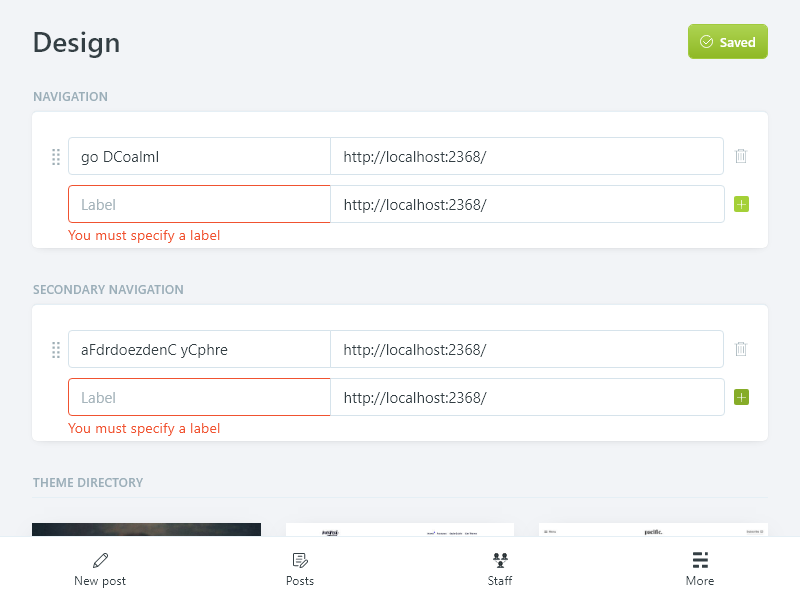 Design
Saved
NAVIGATION
go DCoalmI
http://localhost:2368/
Label
http://localhost:2368/
You must specify a label
SECONDARY NAVIGATION
aFdrdoezdenC yCphre
http://localhost:2368/
Label
http://localhost:2368/
You must specify a label
THEME DIRECTORY
pacific.
New post
Posts
Staff
More